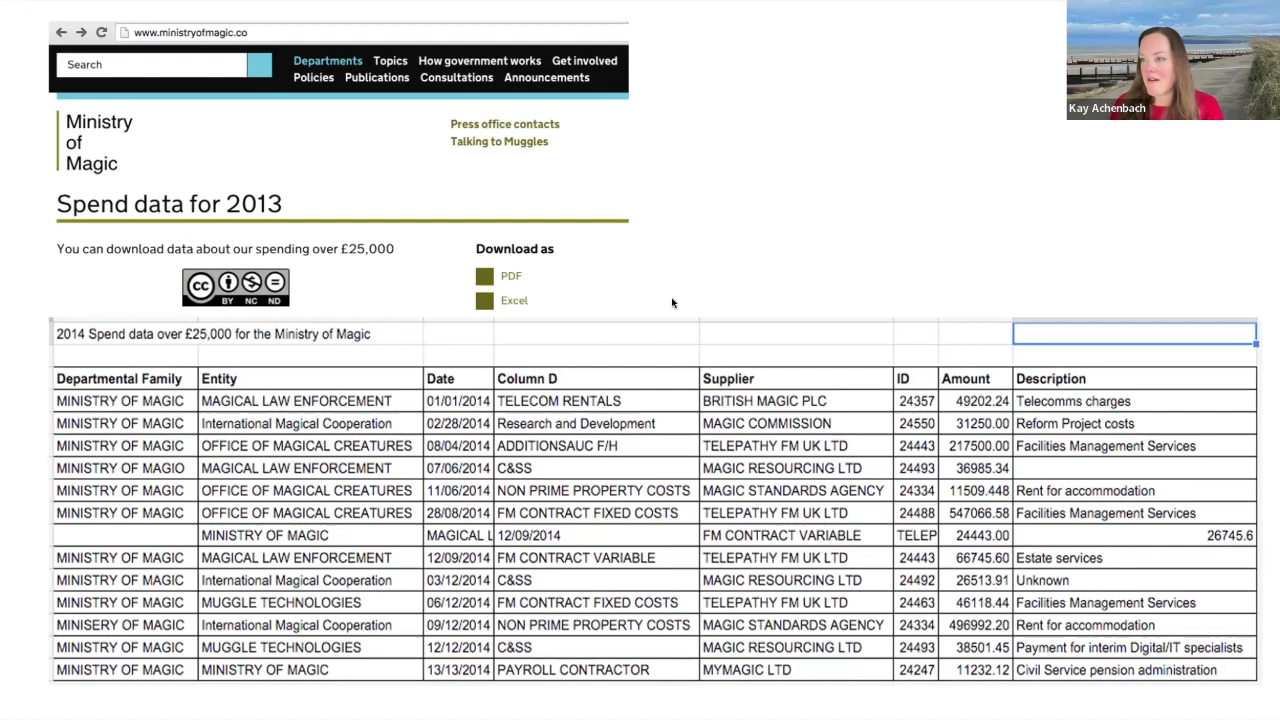 www.ministryofmagic.co
Search
Departments Topics How government works Get involved
Policies Publications Consultations Announcements
Kay Achenbach
Ministry
of
Magic
Press office contacts
Talking to Muggles
Spend data for 2013
You can download data about our spending over £25,000
Download as
cc BY NC ND
PDF
Excel
2014 Spend data over £25,000 for the Ministry of Magic
Departmental Family Entity Date Column D Supplier ID Amount Description
MINISTRY OF MAGIC MAGICAL LAW ENFORCEMENT 01/01/2014 TELECOM RENTALS BRITISH MAGIC PLC 24357 49202.24 Telecomms charges
MINISTRY OF MAGIC International Magical Cooperation 02/28/2014 Research and Development MAGIC COMMISSION 24550 31250.00 Reform Project costs
MINISTRY OF MAGIC OFFICE OF MAGICAL CREATURES 08/04/2014 ADDITIONSAUC F/H TELEPATHY FM UK LTD 24443 217500.00 Facilities Management Services
MINISTRY OF MAGIO MAGICAL LAW ENFORCEMENT 07/06/2014 C&SS MAGIC RESOURCING LTD 24493 36985.34
MINISTRY OF MAGIC OFFICE OF MAGICAL CREATURES 11/06/2014 NON PRIME PROPERTY COSTS MAGIC STANDARDS AGENCY 24334 11509.448 Rent for accommodation
MINISTRY OF MAGIC OFFICE OF MAGICAL CREATURES 28/08/2014 FM CONTRACT FIXED COSTS TELEPATHY FM UK LTD 24488 547066.58 Facilities Management Services
MINISTRY OF MAGIC MAGICAL L 12/09/2014 FM CONTRACT VARIABLE TELEP 24443.00 26745.6
MINISTRY OF MAGIC MAGICAL LAW ENFORCEMENT 12/09/2014 FM CONTRACT VARIABLE TELEPATHY FM UK LTD 24443 66745.60 Estate services
MINISTRY OF MAGIC International Magical Cooperation 03/12/2014 C&SS MAGIC RESOURCING LTD 24492 26513.91 Unknown
MINISTRY OF MAGIC MUGGLE TECHNOLOGIES 06/12/2014 FM CONTRACT FIXED COSTS TELEPATHY FM UK LTD 24463 46118.44 Facilities Management Services
MINISERY OF MAGIC International Magical Cooperation 09/12/2014 NON PRIME PROPERTY COSTS MAGIC STANDARDS AGENCY 24334 496992.20 Rent for accommodation
MINISTRY OF MAGIC MUGGLE TECHNOLOGIES 12/12/2014 C&SS MAGIC RESOURCING LTD 24493 38501.45 Payment for interim Digital/IT specialists
MINISTRY OF MAGIC MINISTRY OF MAGIC 13/13/2014 PAYROLL CONTRACTOR MYMAGIC LTD 24247 11232.12 Civil Service pension administration